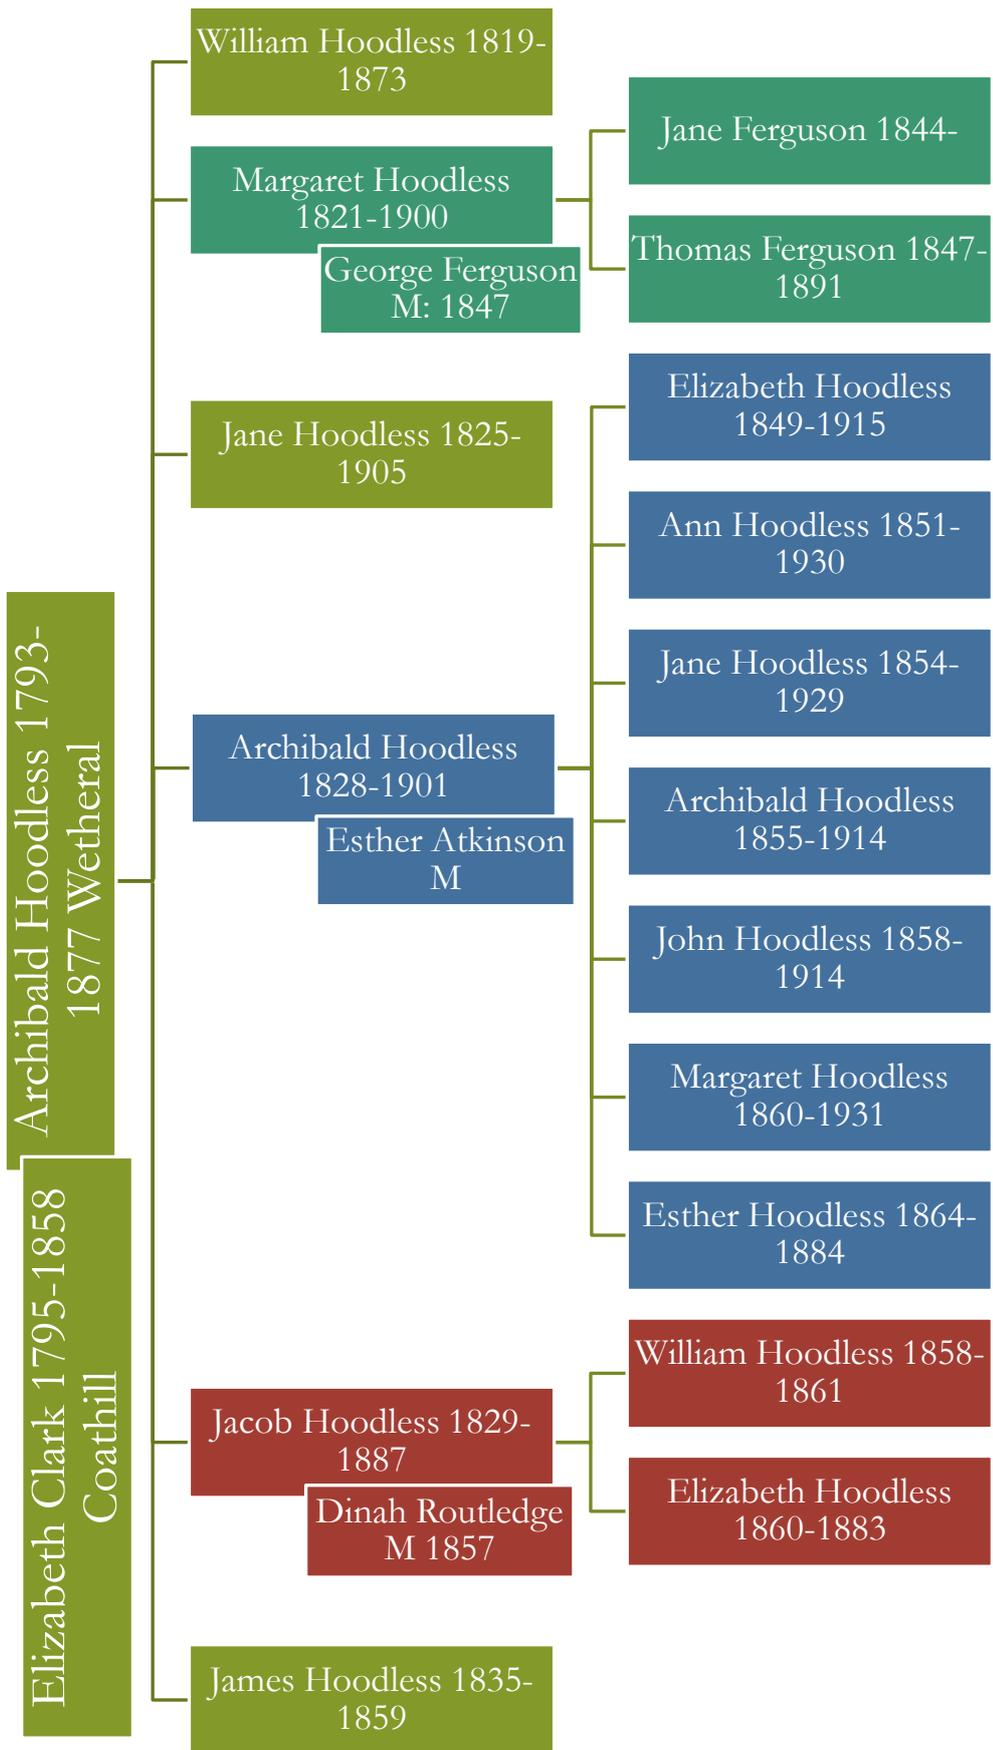 Archibald Hoodless 1793-
1877 Wetheral
Elizabeth Clark 1795-1858
Coathill
William Hoodless 1819-
1873
Margaret Hoodless
1821-1900
George Ferguson
M: 1847
Jane Ferguson 1844-
Thomas Ferguson 1847-
1891
Jane Hoodless 1825-
1905
Archibald Hoodless
1828-1901
Esther Atkinson
M
Elizabeth Hoodless
1849-1915
Ann Hoodless 1851-
1930
Jane Hoodless 1854-
1929
Archibald Hoodless
1855-1914
John Hoodless 1858-
1914
Margaret Hoodless
1860-1931
Esther Hoodless 1864-
1884
Jacob Hoodless 1829-
1887
Dinah Routledge
M 1857
William Hoodless 1858-
1861
Elizabeth Hoodless
1860-1883
James Hoodless 1835-
1859